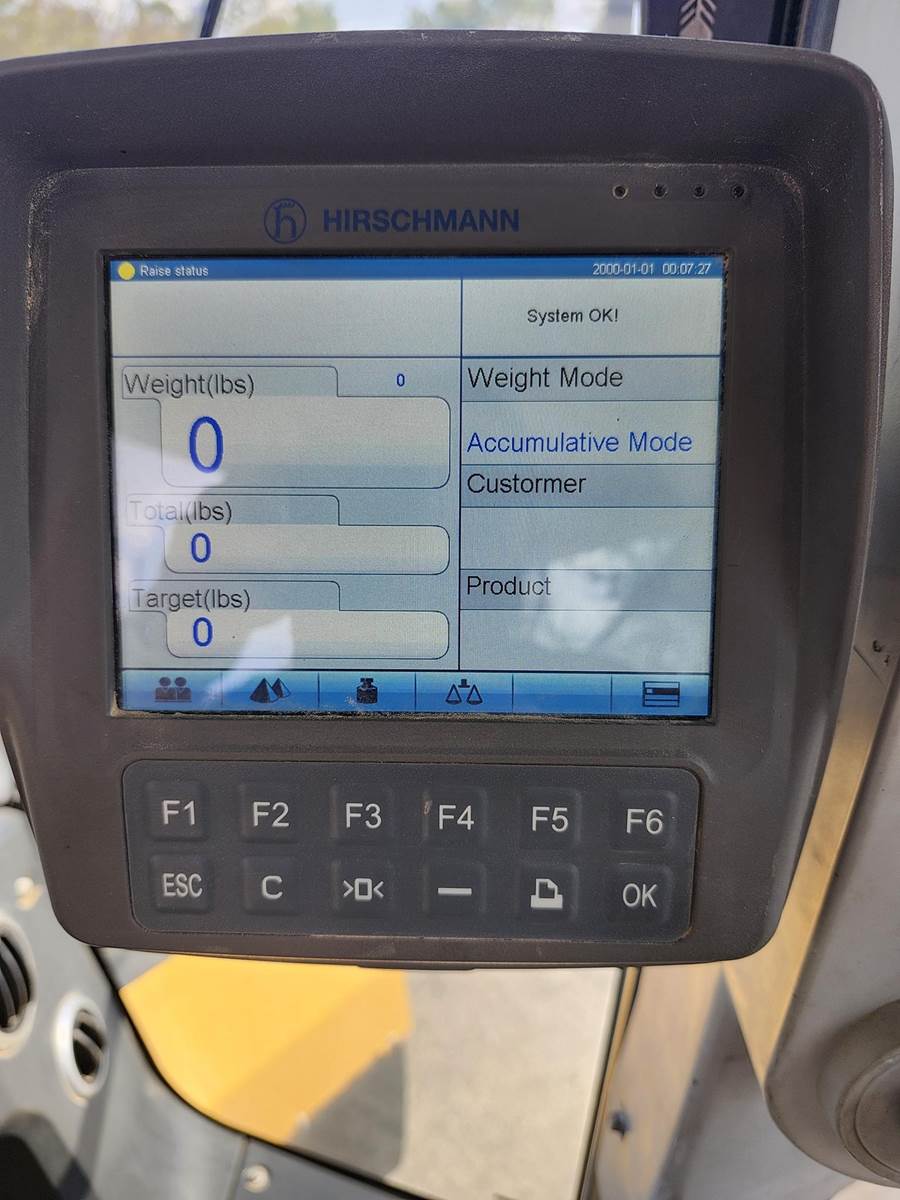 HIRSCHMANN
Raise status
2000-01-01 00:07:27
System OK!
Weight(lbs)
0
0
Total(lbs)
0
Target(lbs)
0
Weight Mode
Accumulative Mode
Custormer
Product
F1 F2 F3 F4 F5 F6
ESC C >0< — OK